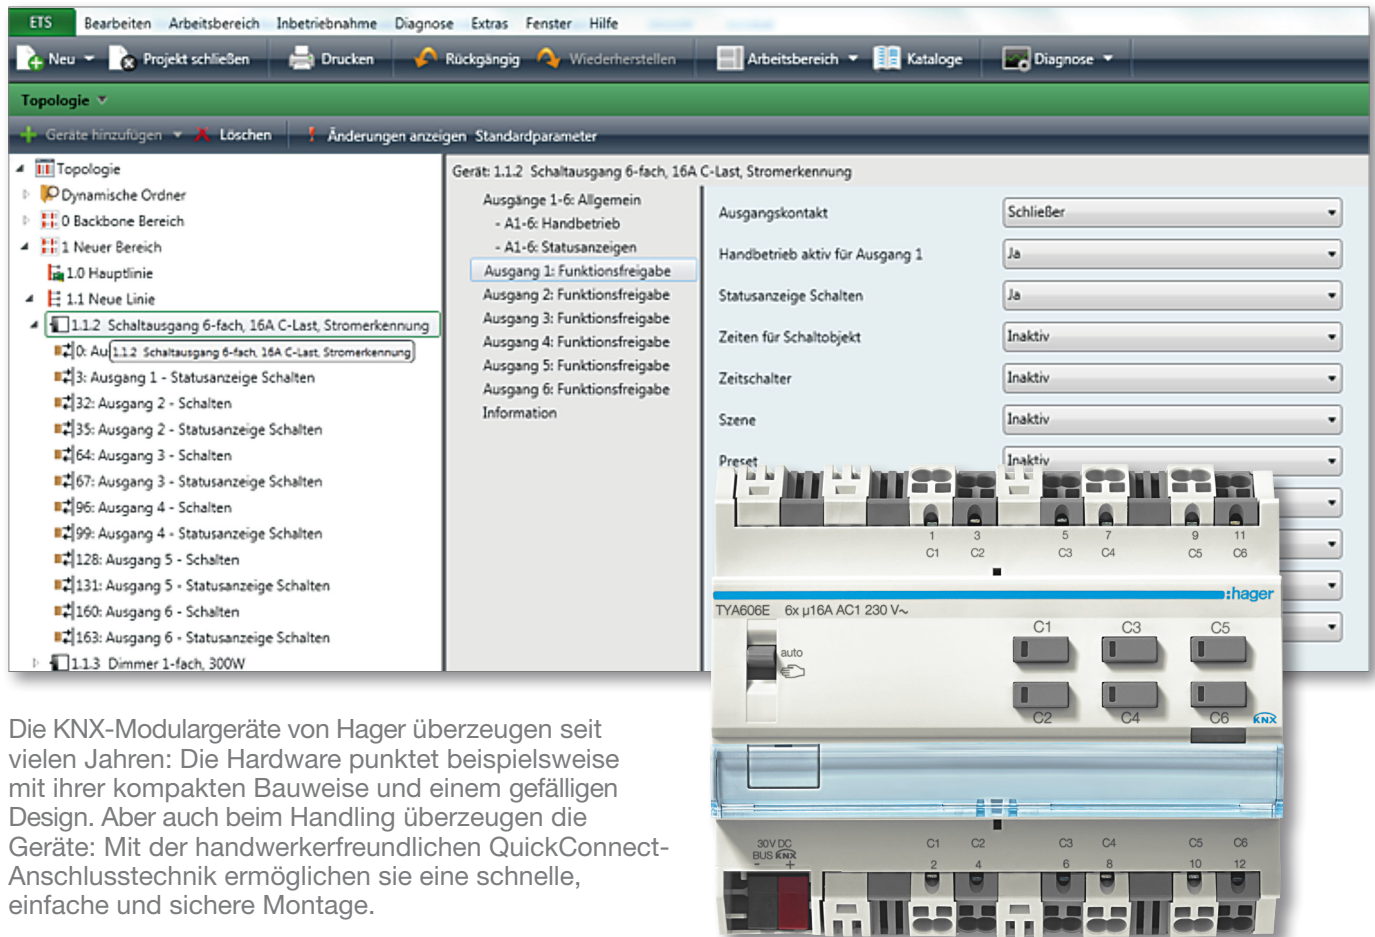 ETS Bearbeiten Arbeitsbereich Inbetriebnahme Diagnose Extras Fenster Hilfe
Neu Projekt schließen Drucken Rückgängig Wiederherstellen Arbeitsbereich Kataloge Diagnose
Topologie
Geräte hinzufügen Löschen Änderungen anzeigen Standardparameter
Topologie
Dynamische Ordner
0 Backbone Bereich
1 Neuer Bereich
1.0 Hauptlinie
1.1 Neue Linie
1.1.2 Schaltausgang 6-fach, 16A C-Last, Stromerkennung
0: Au
1.1.2 Schaltausgang 6-fach, 16A C-Last, Stromerkennung
3: Ausgang 1 - Statusanzeige Schalten
32: Ausgang 2 - Schalten
35: Ausgang 2 - Statusanzeige Schalten
64: Ausgang 3 - Schalten
67: Ausgang 3 - Statusanzeige Schalten
96: Ausgang 4 - Schalten
99: Ausgang 4 - Statusanzeige Schalten
128: Ausgang 5 - Schalten
131: Ausgang 5 - Statusanzeige Schalten
160: Ausgang 6 - Schalten
163: Ausgang 6 - Statusanzeige Schalten
1.1.3 Dimmer 1-fach, 300W
Gerät: 1.1.2 Schaltausgang 6-fach, 16A C-Last, Stromerkennung
Ausgänge 1-6: Allgemein
- A1-6: Handbetrieb
- A1-6: Statusanzeigen
Ausgang 1: Funktionsfreigabe
Ausgang 2: Funktionsfreigabe
Ausgang 3: Funktionsfreigabe
Ausgang 4: Funktionsfreigabe
Ausgang 5: Funktionsfreigabe
Ausgang 6: Funktionsfreigabe
Information
Ausgangskontakt Schließer
Handbetrieb aktiv für Ausgang 1 Ja
Statusanzeige Schalten Ja
Zeiten für Schaltobjekt Inaktiv
Zeitschalter Inaktiv
Szene Inaktiv
Preset Inaktiv
1 3 5 7 9 11
C1 C2 C3 C4 C5 C6
:hager
TYA606E 6x µ16A AC1 230 V~
auto
C1 C3 C5
C2 C4 C6
KNX
30V DC C1 C2 C3 C4 C5 C6
BUS KNX
- + 2 4 6 8 10 12
Die KNX-Modulargeräte von Hager überzeugen seit
vielen Jahren: Die Hardware punktet beispielsweise
mit ihrer kompakten Bauweise und einem gefälligen
Design. Aber auch beim Handling überzeugen die
Geräte: Mit der handwerkerfreundlichen QuickConnect-
Anschlusstechnik ermöglichen sie eine schnelle,
einfache und sichere Montage.